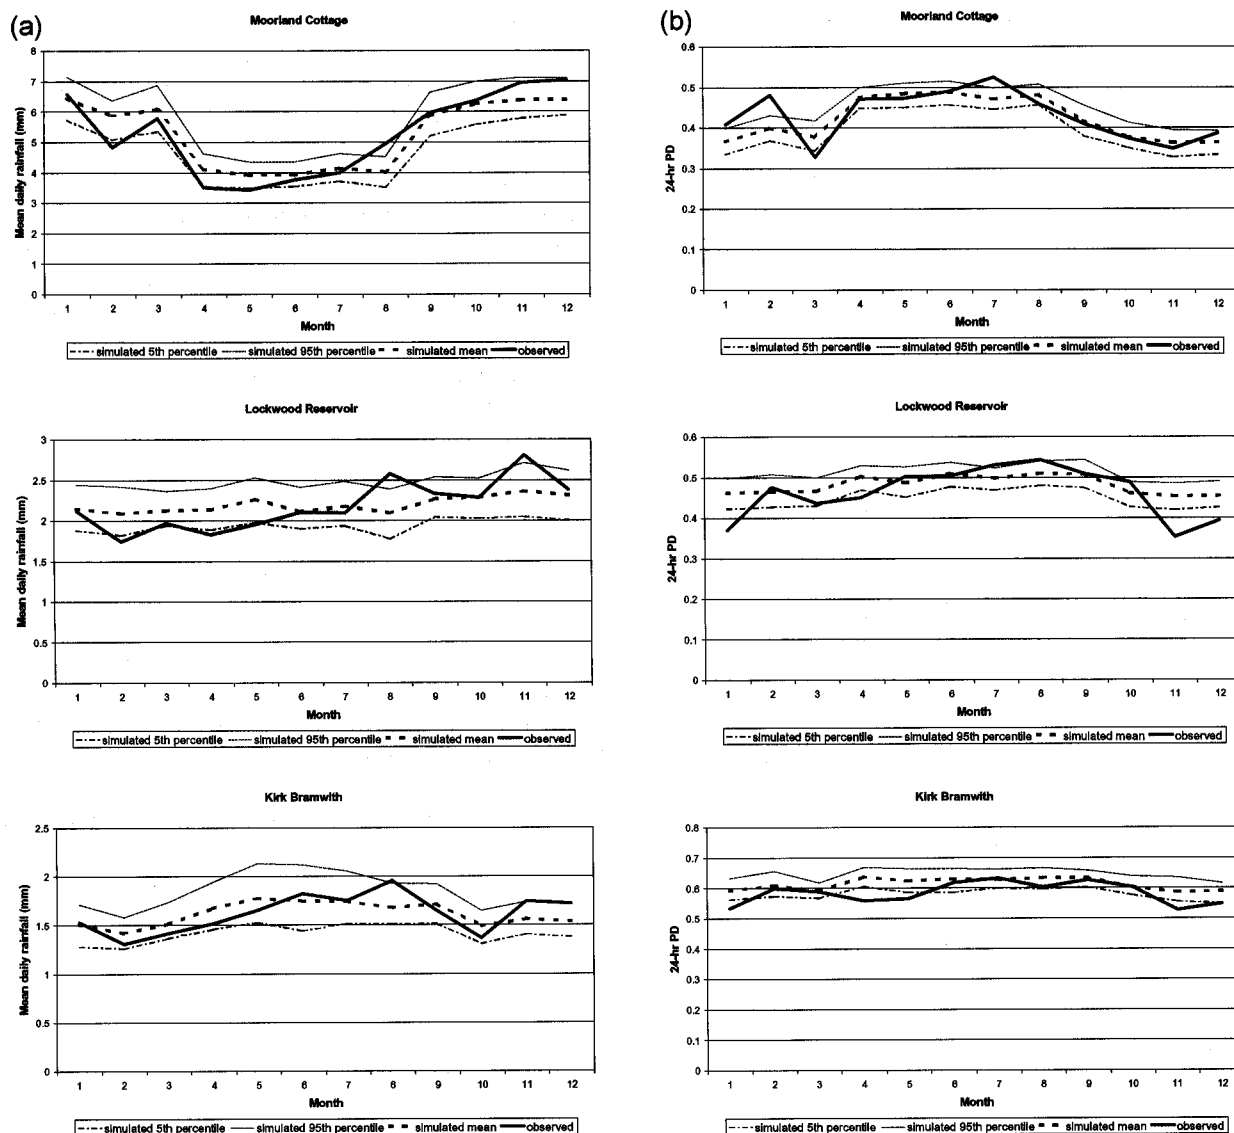 (a)
Moorland Cottage
8
7
6
5
4
3
2
1
0
Mean daily rainfall (mm)
1 2 3 4 5 6 7 8 9 10 11 12
Month
simulated 5th percentile simulated 95th percentile simulated mean observed
Lockwood Reservoir
3
2.5
2
1.5
1
0.5
0
Mean daily rainfall (mm)
1 2 3 4 5 6 7 8 9 10 11 12
Month
simulated 5th percentile simulated 95th percentile simulated mean observed
Kirk Bramwith
2.5
2
1.5
1
0.5
0
Mean daily rainfall (mm)
1 2 3 4 5 6 7 8 9 10 11 12
Month
simulated 5th percentile simulated 95th percentile simulated mean observed
(b)
Moorland Cottage
0.6
0.5
0.4
0.3
0.2
0.1
0
24-hr PD
1 2 3 4 5 6 7 8 9 10 11 12
Month
simulated 5th percentile simulated 95th percentile simulated mean observed
Lockwood Reservoir
0.6
0.5
0.4
0.3
0.2
0.1
0
24-hr PD
1 2 3 4 5 6 7 8 9 10 11 12
Month
simulated 5th percentile simulated 95th percentile simulated mean observed
Kirk Bramwith
0.8
0.7
0.6
0.5
0.4
0.3
0.2
0.1
0
24-hr PD
1 2 3 4 5 6 7 8 9 10 11 12
Month
simulated 5th percentile simulated 95th percentile simulated mean observed